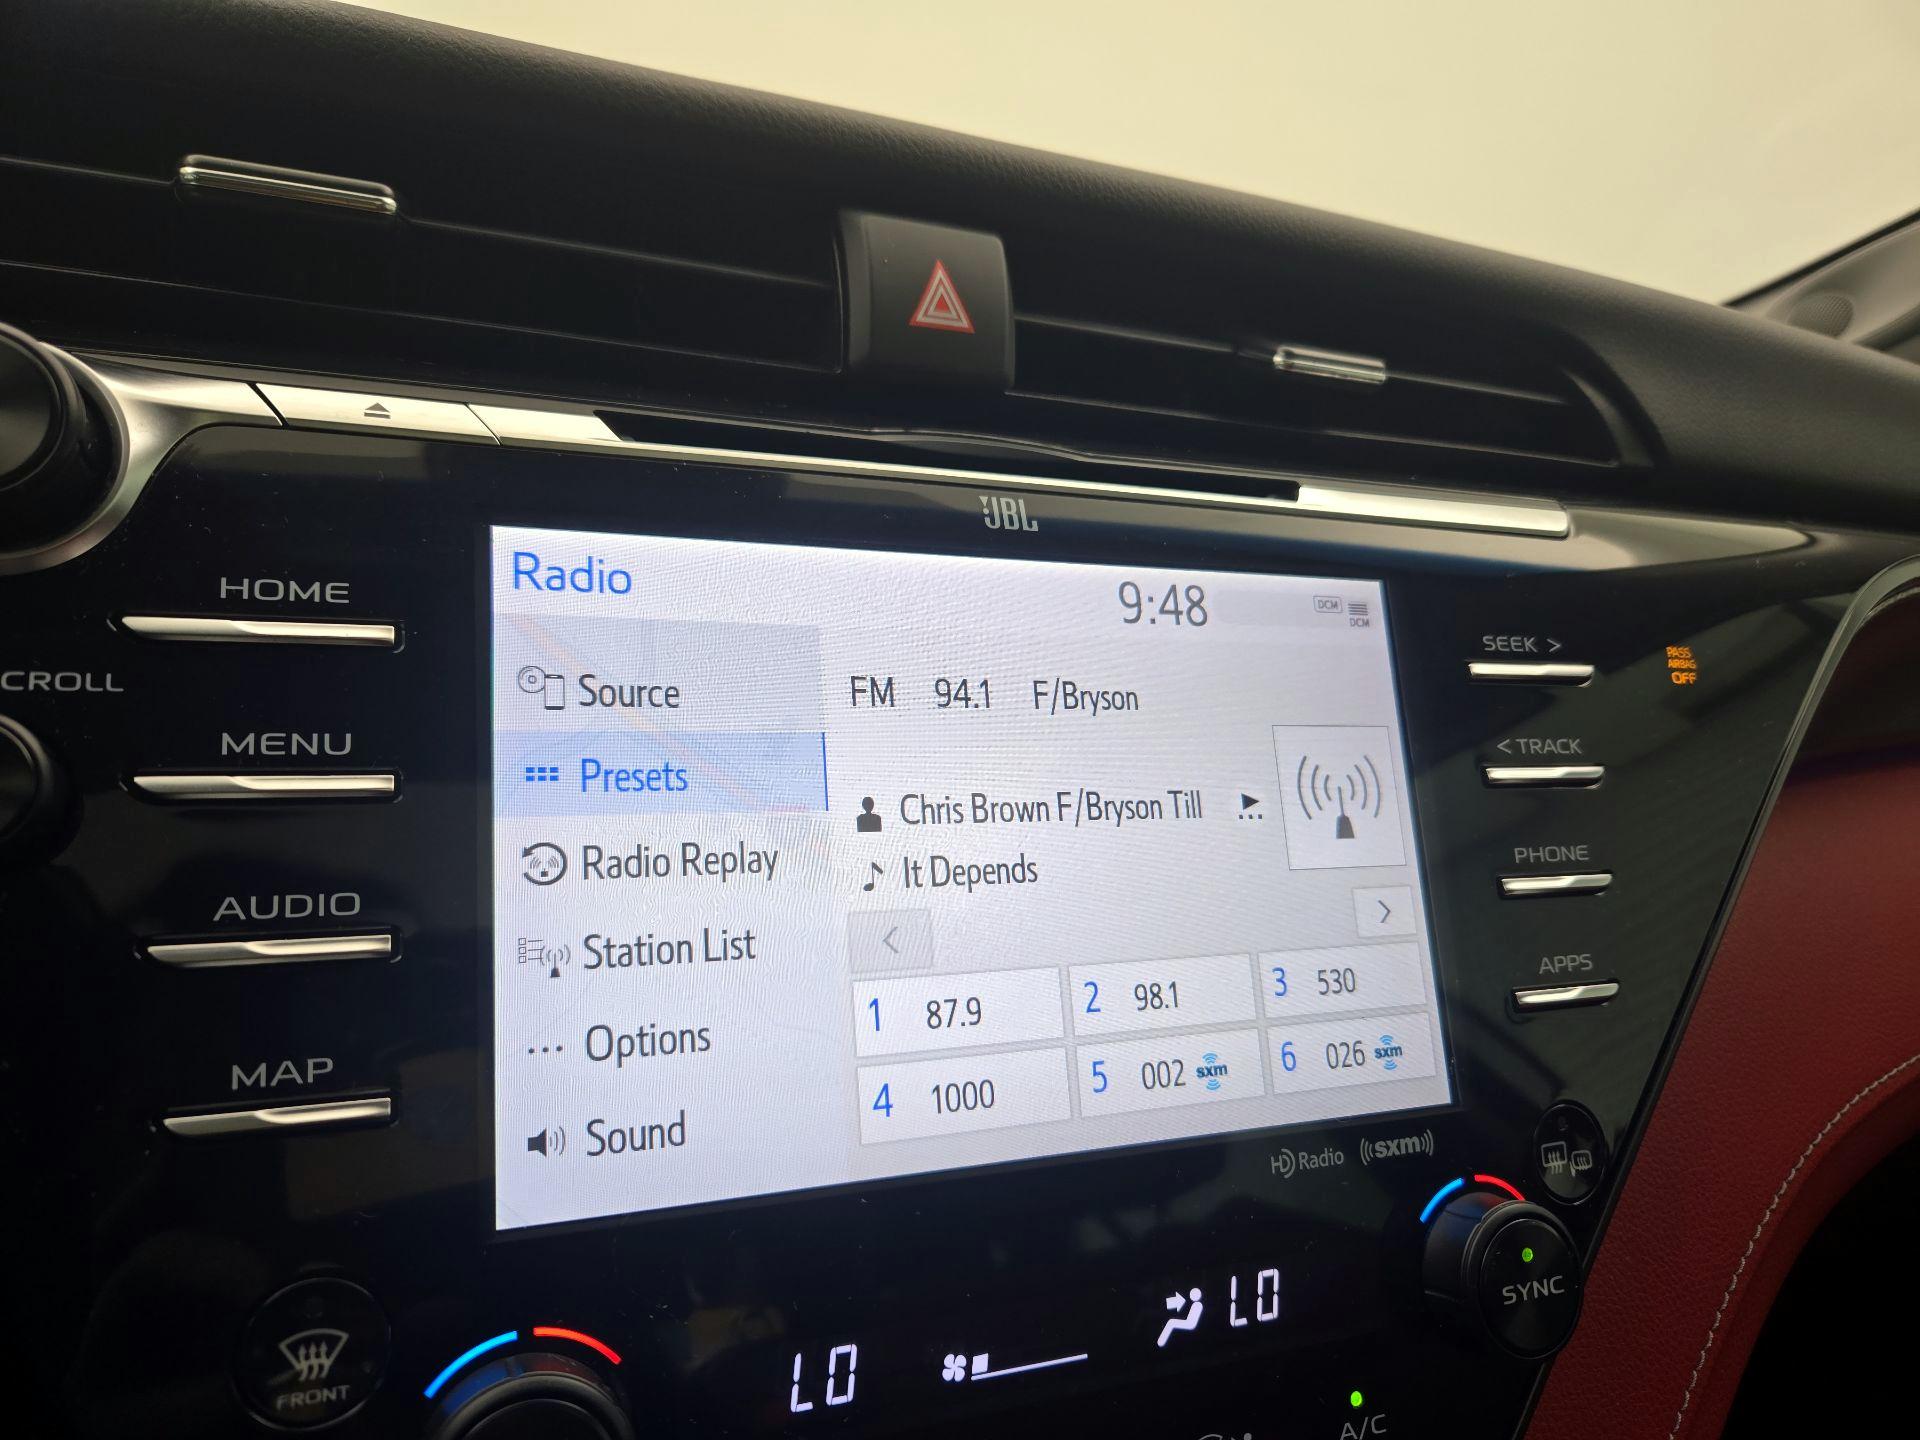 JBL
HOME
CROLL
MENU
AUDIO
MAP
Radio
9:48
DCM
DCM
Source
Presets
Radio Replay
Station List
Options
Sound
FM 94.1 F/Bryson
Chris Brown F/Bryson Till
It Depends
1 87.9
2 98.1
3 530
4 1000
5 002 sxm
6 026 sxm
SEEK >
< TRACK
PHONE
APPS
PASS
AIRBAG
OFF
HD Radio
((sxm))
FRONT
LO
LO
SYNC
A/C